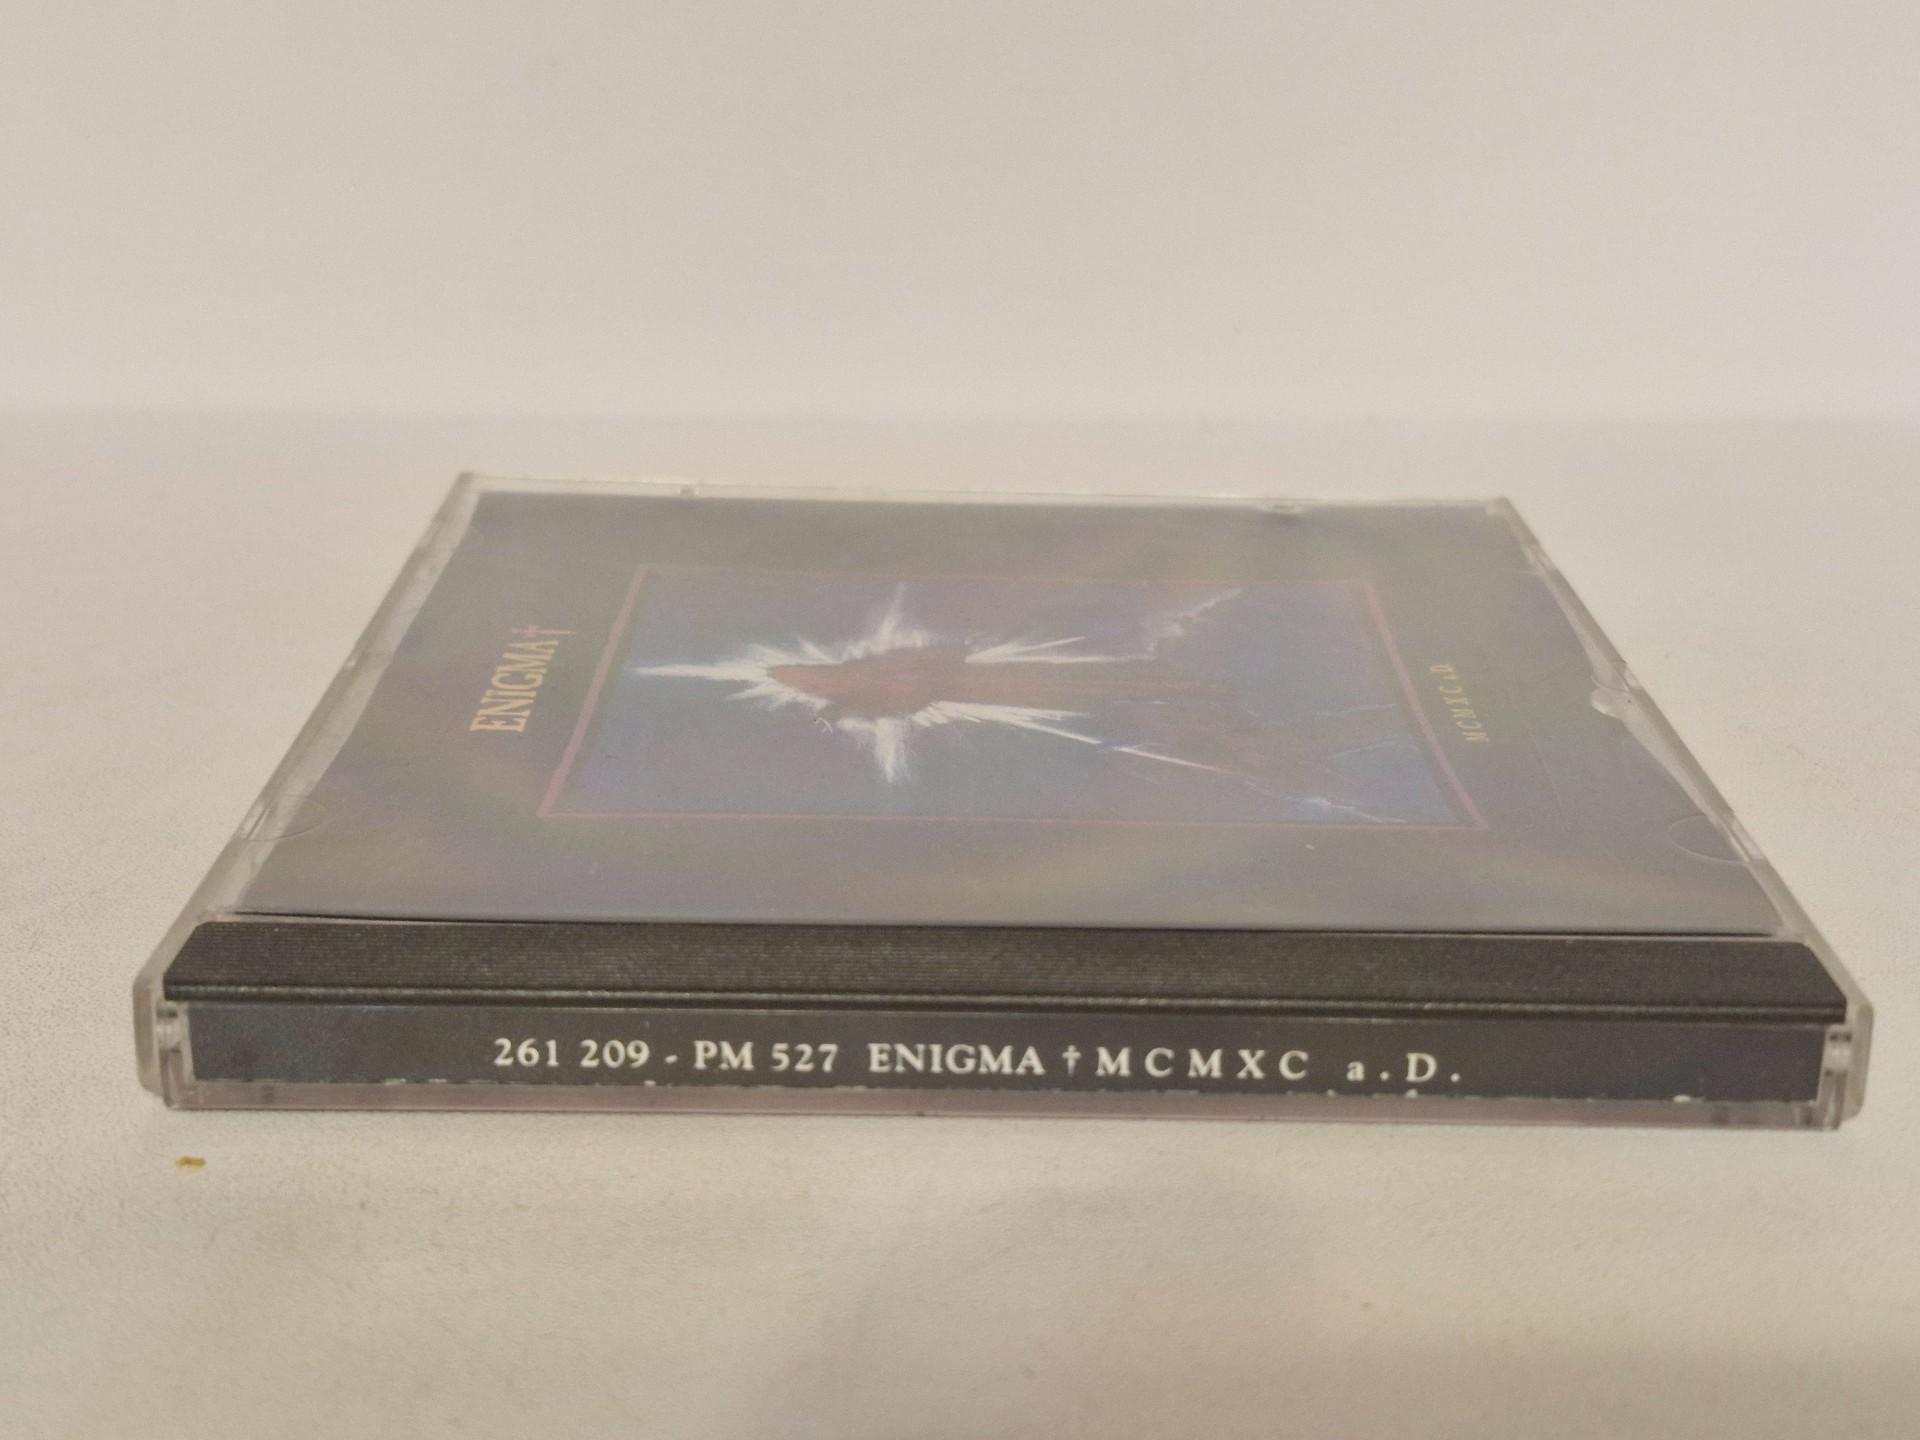 ENIGMA†
MCMXC a.D.
261 209 - PM 527 ENIGMA † M C M X C a . D .